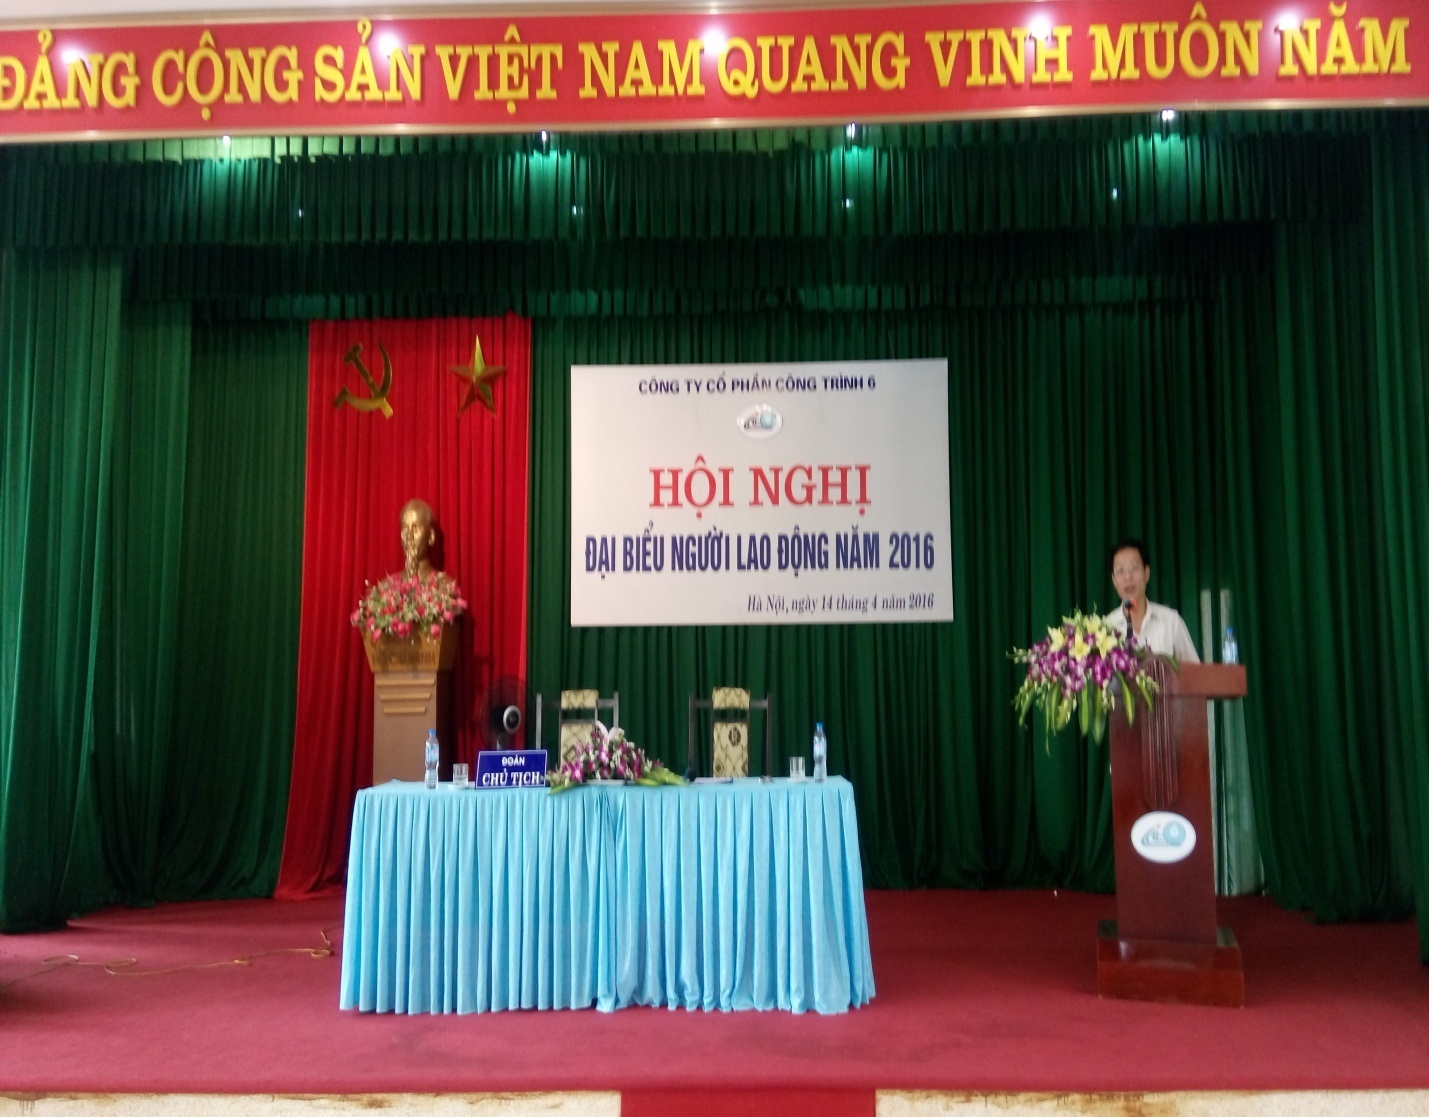 ĐẢNG CỘNG SẢN VIỆT NAM QUANG VINH MUÔN NĂM
CÔNG TY CỔ PHẦN CÔNG TRÌNH 6
HỘI NGHỊ
ĐẠI BIỂU NGƯỜI LAO ĐỘNG NĂM 2016
Hà Nội, ngày 14 tháng 4 năm 2016
ĐOÀN
CHỦ TỊCH